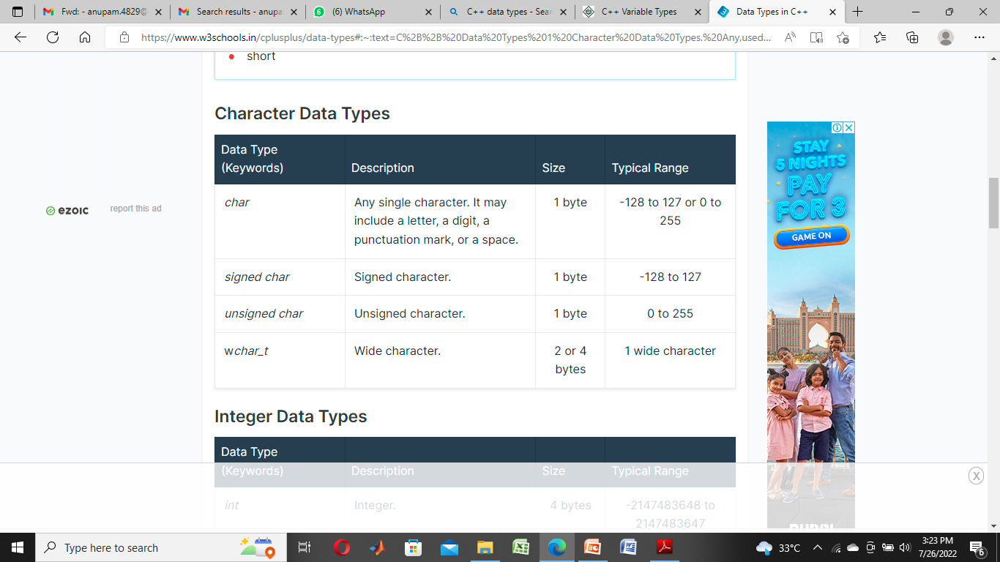 Fwd: - anupam.4829@
Search results - anupa
(6) WhatsApp
C++ data types - Sear
C++ Variable Types
Data Types in C++
https://www.w3schools.in/cplusplus/data-types#:~:text=C%2B%2B%20Data%20Types%201%20Character%20Data%20Types.%20Any,used...
short
Character Data Types
Data Type
(Keywords) Description Size Typical Range
char Any single character. It may 1 byte -128 to 127 or 0 to
include a letter, a digit, a 255
punctuation mark, or a space.
signed char Signed character. 1 byte -128 to 127
unsigned char Unsigned character. 1 byte 0 to 255
wchar_t Wide character. 2 or 4 1 wide character
bytes
Integer Data Types
Data Type
(Keywords) Description Size Typical Range
int Integer. 4 bytes -2147483648 to
2147483647
ezoic report this ad
STAY
5 NIGHTS
PAY
FOR 3
GAME ON
X
Type here to search
33°C
3:23 PM
7/26/2022
6